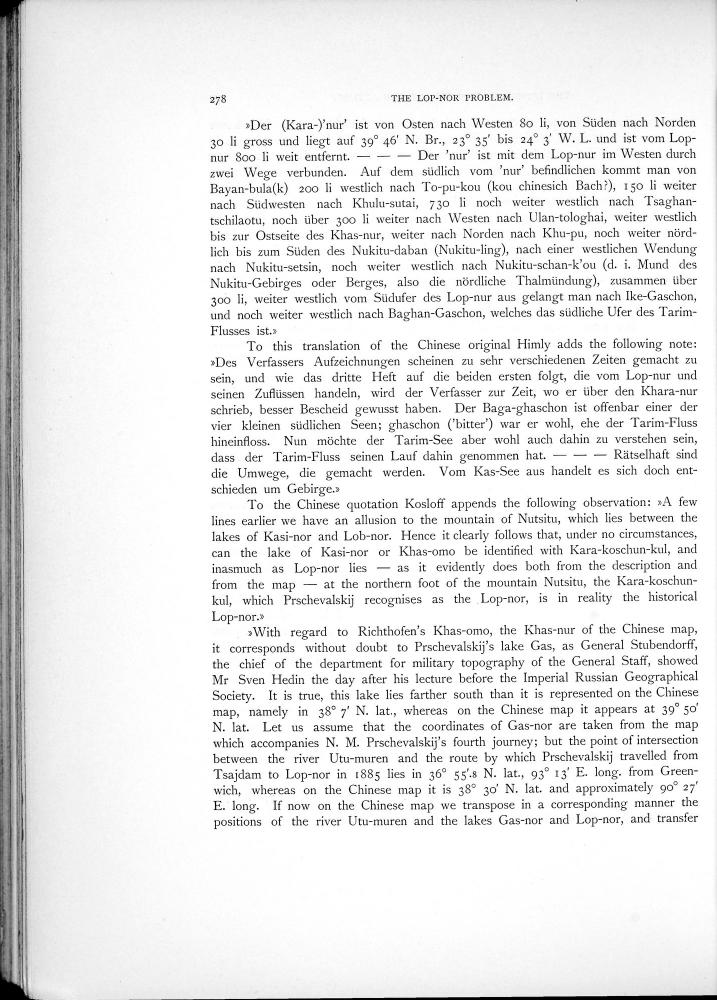 278 THE LOP-NOR PROBLEM.
»Der (Kara-)'nur' ist von Osten nach Westen 80 li, von Süden nach Norden
30 li gross und liegt auf 39° 46′ N. Br., 23° 35′ bis 24° 3′ W. L. und ist vom Lop-
nur 800 li weit entfernt. — — — Der 'nur' ist mit dem Lop-nur im Westen durch
zwei Wege verbunden. Auf dem südlich vom 'nur' befindlichen kommt man von
Bayan-bula(k) 200 li westlich nach To-pu-kou (kou chinesich Bach?), 150 li weiter
nach Südwesten nach Khulu-sutai, 730 li noch weiter westlich nach Tsaghan-
tschilaotu, noch über 300 li weiter nach Westen nach Ulan-tologhai, weiter westlich
bis zur Ostseite des Khas-nur, weiter nach Norden nach Khu-pu, noch weiter nörd-
lich bis zum Süden des Nukitu-daban (Nukitu-ling), nach einer westlichen Wendung
nach Nukitu-setsin, noch weiter westlich nach Nukitu-schan-k'ou (d. i. Mund des
Nukitu-Gebirges oder Berges, also die nördliche Thalmündung), zusammen über
300 li, weiter westlich vom Südufer des Lop-nur aus gelangt man nach Ike-Gaschon,
und noch weiter westlich nach Baghan-Gaschon, welches das südliche Ufer des Tarim-
Flusses ist.»
To this translation of the Chinese original Himly adds the following note:
»Des Verfassers Aufzeichnungen scheinen zu sehr verschiedenen Zeiten gemacht zu
sein, und wie das dritte Heft auf die beiden ersten folgt, die vom Lop-nur und
seinen Zuflüssen handeln, wird der Verfasser zur Zeit, wo er über den Khara-nur
schrieb, besser Bescheid gewusst haben. Der Baga-ghaschon ist offenbar einer der
vier kleinen südlichen Seen; ghaschon ('bitter') war er wohl, ehe der Tarim-Fluss
hineinfloss. Nun möchte der Tarim-See aber wohl auch dahin zu verstehen sein,
dass der Tarim-Fluss seinen Lauf dahin genommen hat. — — — Rätselhaft sind
die Umwege, die gemacht werden. Vom Kas-See aus handelt es sich doch ent-
schieden um Gebirge.»
To the Chinese quotation Kosloff appends the following observation: »A few
lines earlier we have an allusion to the mountain of Nutsitu, which lies between the
lakes of Kasi-nor and Lob-nor. Hence it clearly follows that, under no circumstances,
can the lake of Kasi-nor or Khas-omo be identified with Kara-koschun-kul, and
inasmuch as Lop-nor lies — as it evidently does both from the description and
from the map — at the northern foot of the mountain Nutsitu, the Kara-koschun-
kul, which Prschevalskij recognises as the Lop-nor, is in reality the historical
Lop-nor.»
»With regard to Richthofen's Khas-omo, the Khas-nur of the Chinese map,
it corresponds without doubt to Prschevalskij's lake Gas, as General Stubendorff,
the chief of the department for military topography of the General Staff, showed
Mr Sven Hedin the day after his lecture before the Imperial Russian Geographical
Society. It is true, this lake lies farther south than it is represented on the Chinese
map, namely in 38° 7′ N. lat., whereas on the Chinese map it appears at 39° 50′
N. lat. Let us assume that the coordinates of Gas-nor are taken from the map
which accompanies N. M. Prschevalskij's fourth journey; but the point of intersection
between the river Utu-muren and the route by which Prschevalskij travelled from
Tsajdam to Lop-nor in 1885 lies in 36° 55′.8 N. lat., 93° 13′ E. long. from Green-
wich, whereas on the Chinese map it is 38° 30′ N. lat. and approximately 90° 27′
E. long. If now on the Chinese map we transpose in a corresponding manner the
positions of the river Utu-muren and the lakes Gas-nor and Lop-nor, and transfer